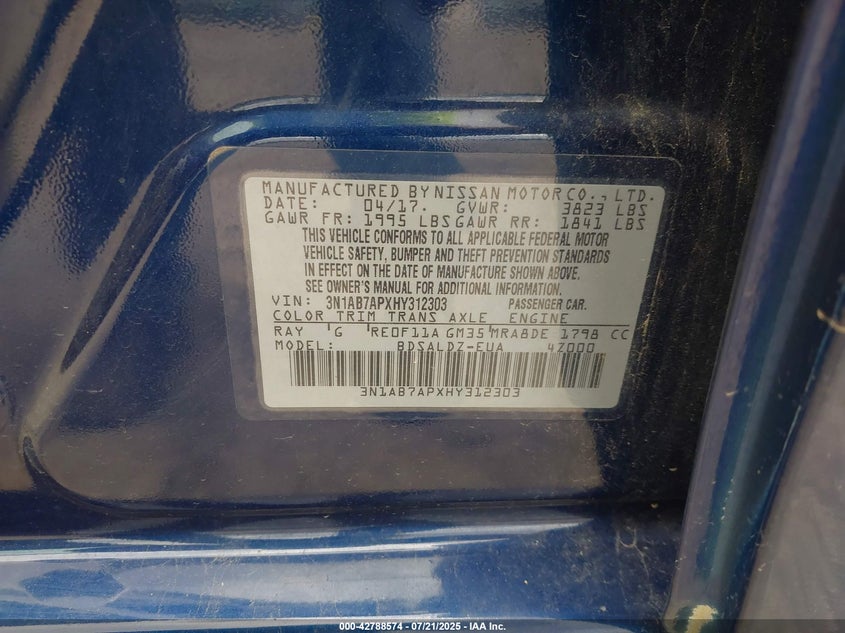 MANUFACTURED BY NISSAN MOTOR CO., LTD.
DATE: 04/17. GVWR: 3823 LBS
GAWR FR: 1995 LBS GAWR RR: 1841 LBS
THIS VEHICLE CONFORMS TO ALL APPLICABLE FEDERAL MOTOR
VEHICLE SAFETY, BUMPER AND THEFT PREVENTION STANDARDS
IN EFFECT ON THE DATE OF MANUFACTURE SHOWN ABOVE.
SEE OWNER'S MANUAL FOR ADDITIONAL INFORMATION.
VIN: 3N1AB7APXHY312303 PASSENGER CAR.
COLOR TRIM TRANS AXLE ENGINE
RAY G RE0F11A GM35 MRA8DE 1798 CC
MODEL: BDSALDZ-EUA 4Z000
3N1AB7APXHY312303
000-42788574 | 07/21/2025 - ©IAA Inc.